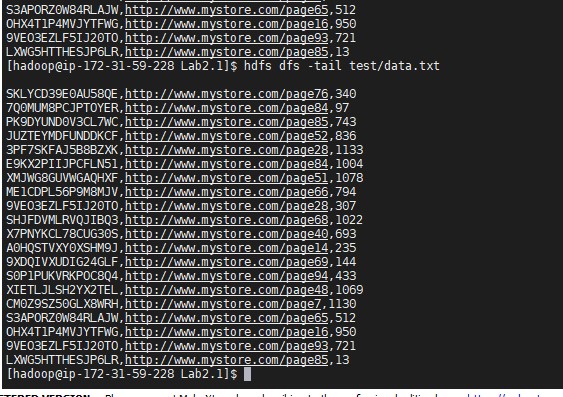 S3APORZ0W84RLAJW,http://www.mystore.com/page65,512
OHX4T1P4MVJYTFWG,http://www.mystore.com/page16,950
9VEO3EZLF5IJ20TO,http://www.mystore.com/page93,721
LXWG5HTTHESJP6LR,http://www.mystore.com/page85,13
[hadoop@ip-172-31-59-228 Lab2.1]$ hdfs dfs -tail test/data.txt
SKLYCD39E0AU58QE,http://www.mystore.com/page76,340
7Q0MUM8PCJPTOYER,http://www.mystore.com/page84,97
PK9DYUND0V3CL7WC,http://www.mystore.com/page85,743
JUZTEYMDFUNDDKCF,http://www.mystore.com/page52,836
3PF7SKFAJ5B8BZXK,http://www.mystore.com/page28,1133
E9KX2PIIJPCFLN51,http://www.mystore.com/page84,1004
XMJWG8GUVWGAQHXF,http://www.mystore.com/page51,1078
ME1CDPL56P9M8MJV,http://www.mystore.com/page66,794
9VEO3EZLF5IJ20TO,http://www.mystore.com/page28,307
SHJFDVMLRVQJIBQ3,http://www.mystore.com/page68,1022
X7PNYKCL78CUG30S,http://www.mystore.com/page40,693
A0HQSTVXY0XSHM9J,http://www.mystore.com/page14,235
9XDQIVXUDIG24GLF,http://www.mystore.com/page69,144
S0P1PUKVRKPOC8Q4,http://www.mystore.com/page94,433
XIETLJLSH2YX2TEL,http://www.mystore.com/page48,1069
CM0Z9SZ50GLX8WRH,http://www.mystore.com/page7,1130
S3APORZ0W84RLAJW,http://www.mystore.com/page65,512
OHX4T1P4MVJYTFWG,http://www.mystore.com/page16,950
9VEO3EZLF5IJ20TO,http://www.mystore.com/page93,721
LXWG5HTTHESJP6LR,http://www.mystore.com/page85,13
[hadoop@ip-172-31-59-228 Lab2.1]$